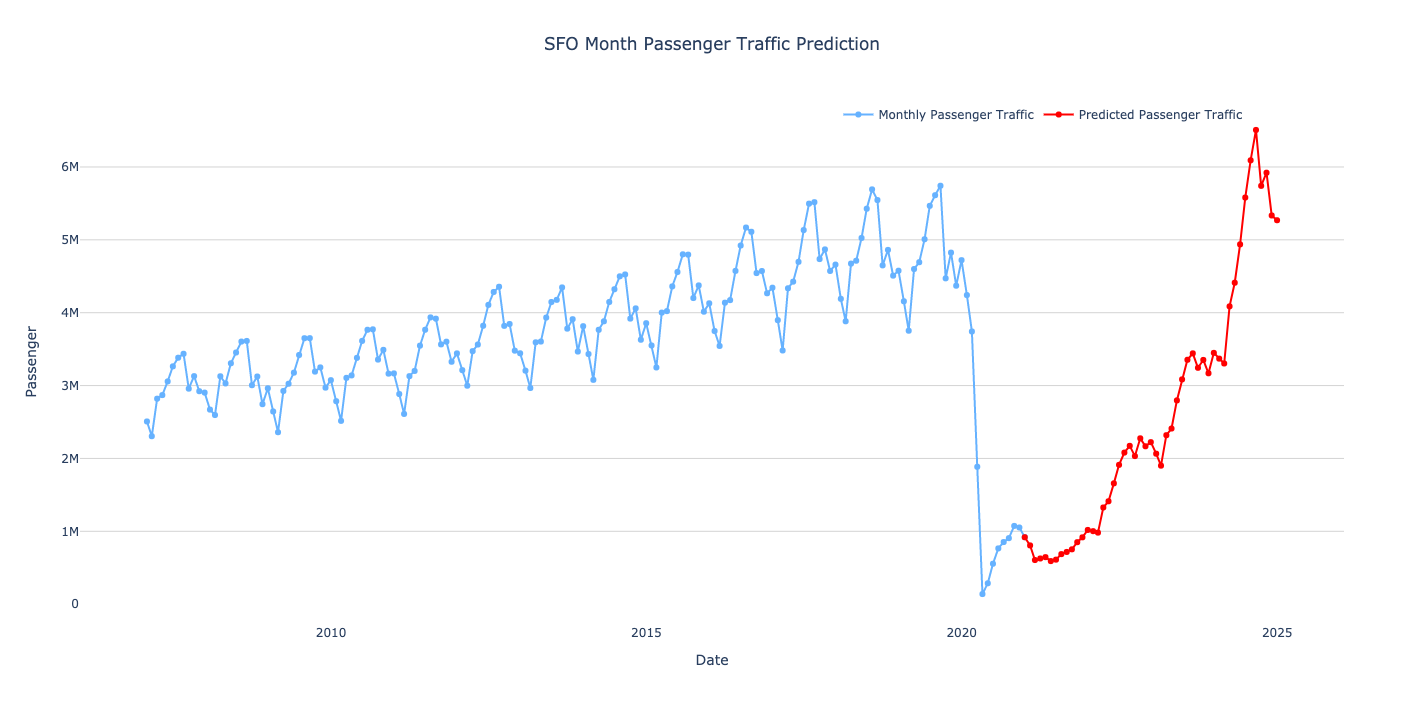 SFO Month Passenger Traffic Prediction
Monthly Passenger Traffic Predicted Passenger Traffic
6M
5M
4M
3M
2M
1M
0
Passenger
2010 2015 2020 2025
Date